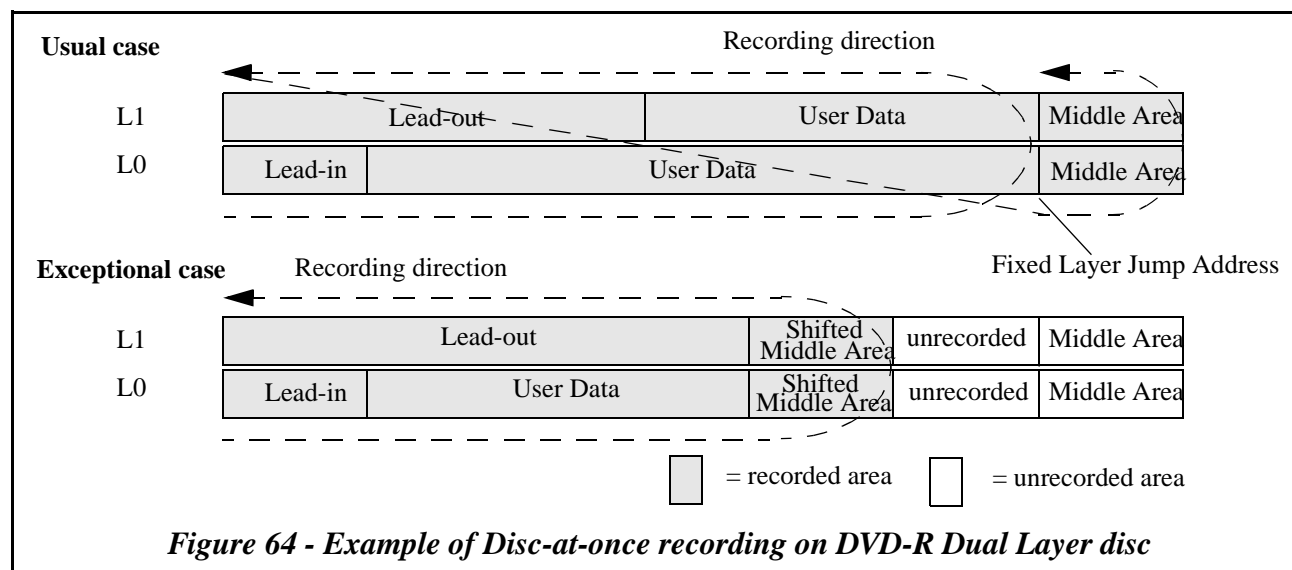 Usual case
Recording direction
L1 Lead-out User Data Middle Area
L0 Lead-in User Data Middle Area
Fixed Layer Jump Address
Exceptional case Recording direction
L1 Lead-out Shifted Middle Area unrecorded Middle Area
L0 Lead-in User Data Shifted Middle Area unrecorded Middle Area
= recorded area = unrecorded area
Figure 64 - Example of Disc-at-once recording on DVD-R Dual Layer disc